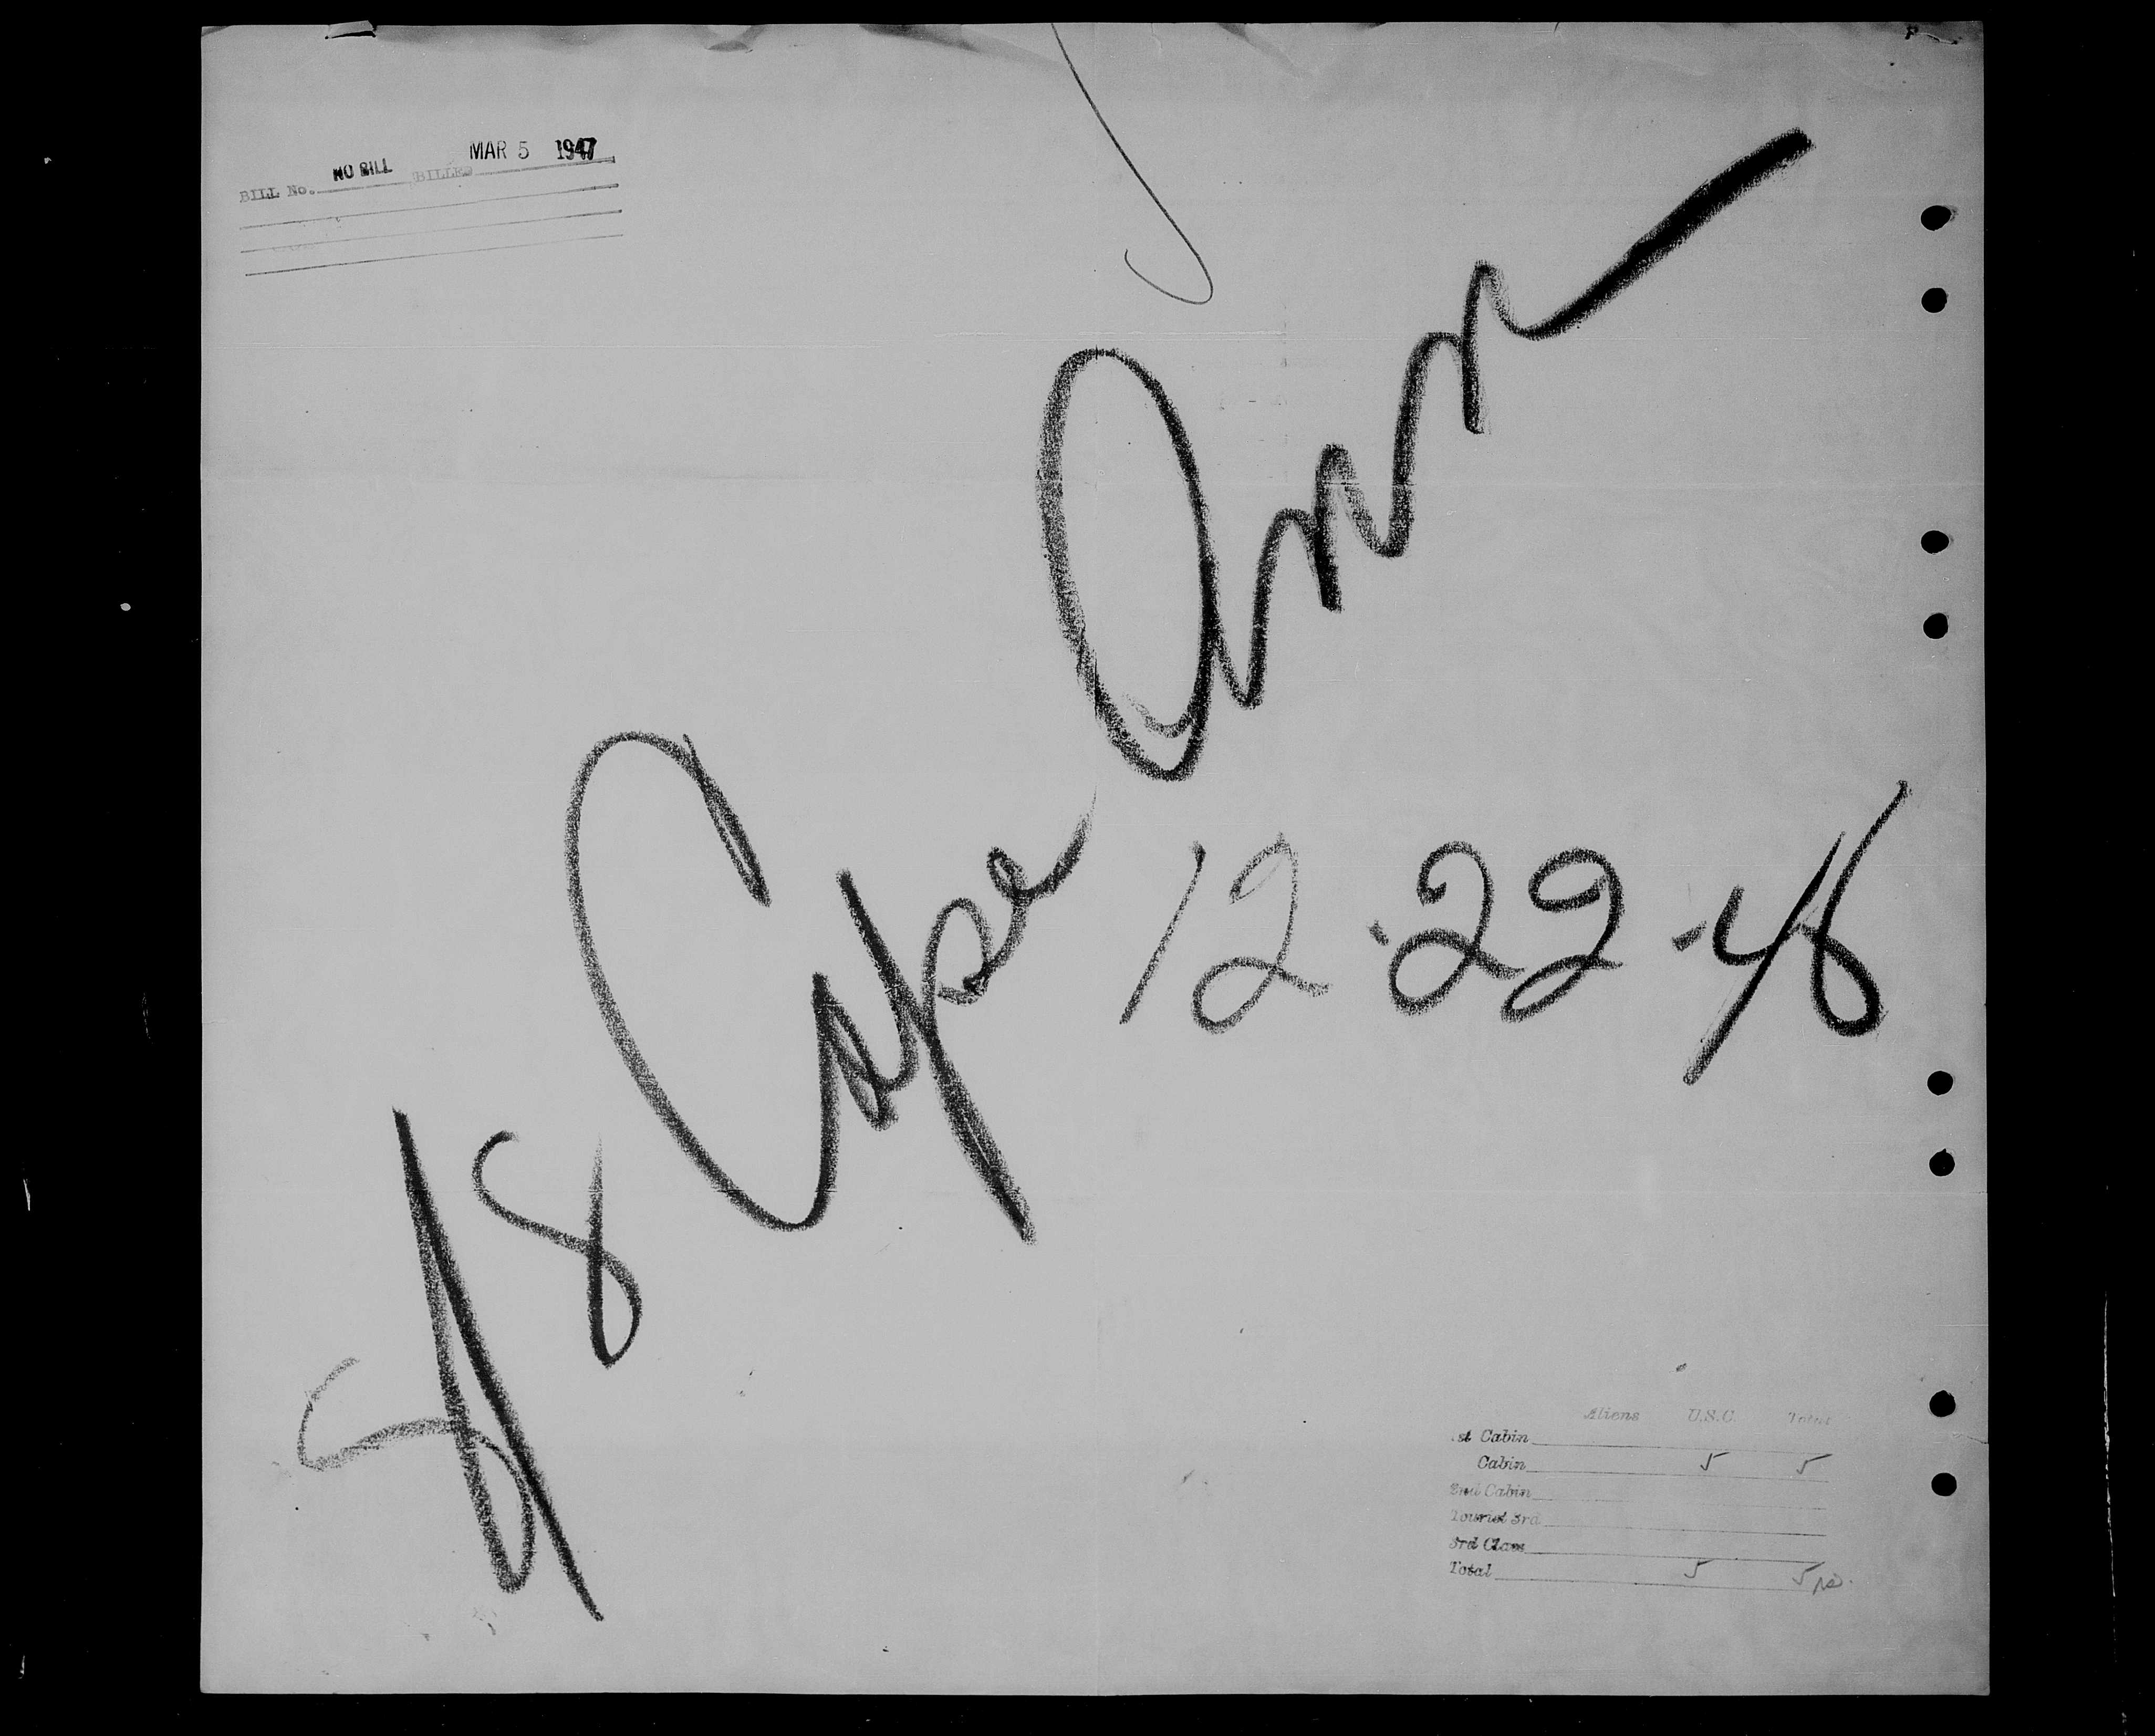 BILL No. NO BILL BILLED MAR 5 1947
S/S Cape Ann
12-22-46
Aliens U.S.C. Total
1st Cabin
Cabin 5 5
2nd Cabin
Tourist 3rd
3rd Class
Total 5 5